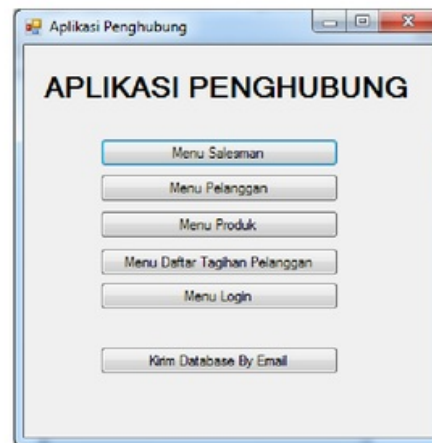 Aplikasi Penghubung
APLIKASI PENGHUBUNG
Menu Salesman
Menu Pelanggan
Menu Produk
Menu Daftar Tagihan Pelanggan
Menu Login
Kirim Database By Email